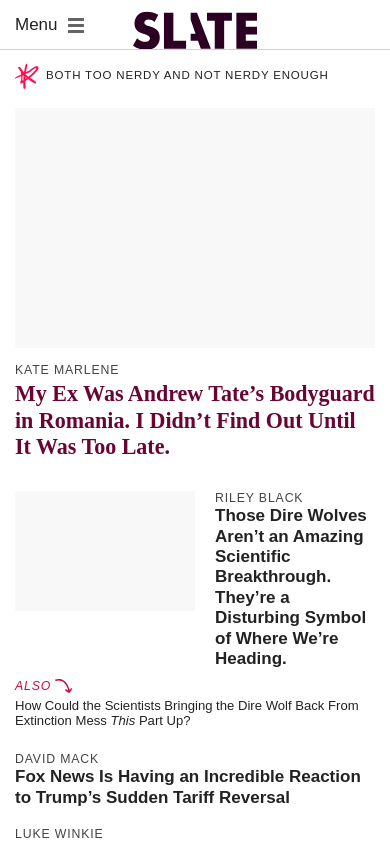 Menu
SLATE
BOTH TOO NERDY AND NOT NERDY ENOUGH
KATE MARLENE
My Ex Was Andrew Tate’s Bodyguard
in Romania. I Didn’t Find Out Until
It Was Too Late.
RILEY BLACK
Those Dire Wolves
Aren’t an Amazing
Scientific
Breakthrough.
They’re a
Disturbing Symbol
of Where We’re
Heading.
ALSO
How Could the Scientists Bringing the Dire Wolf Back From
Extinction Mess This Part Up?
DAVID MACK
Fox News Is Having an Incredible Reaction
to Trump’s Sudden Tariff Reversal
LUKE WINKIE